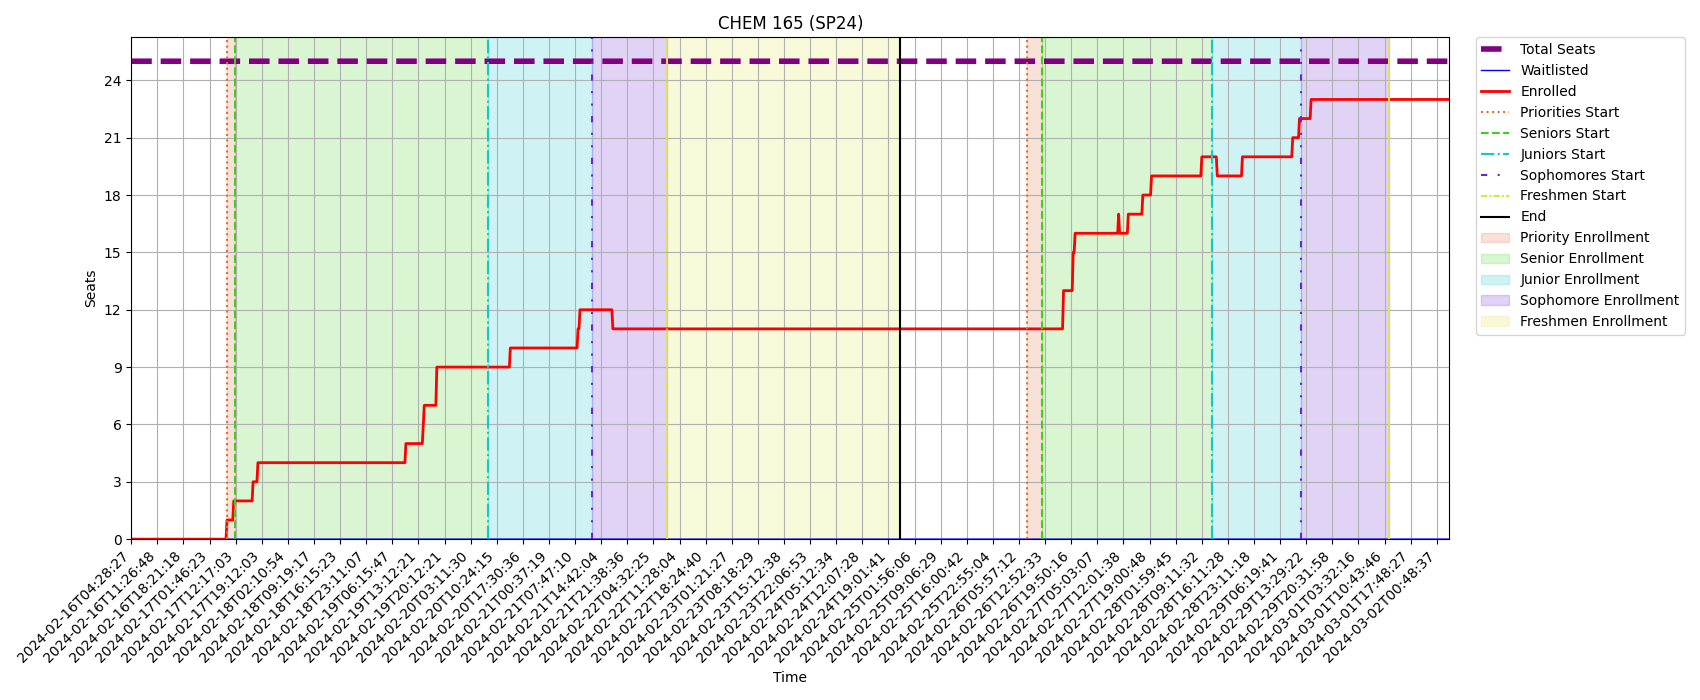 CHEM 165 (SP24)
Seats
24
21
18
15
12
9
6
3
0
2024-02-16T04:28:27
2024-02-16T11:26:48
2024-02-16T18:21:18
2024-02-17T01:46:23
2024-02-17T12:17:03
2024-02-17T19:12:03
2024-02-18T02:10:54
2024-02-18T09:19:17
2024-02-18T16:15:23
2024-02-18T23:11:07
2024-02-19T06:15:47
2024-02-19T13:12:21
2024-02-19T20:12:21
2024-02-20T03:11:30
2024-02-20T10:24:15
2024-02-20T17:30:36
2024-02-21T00:37:19
2024-02-21T07:47:10
2024-02-21T14:42:04
2024-02-21T21:38:36
2024-02-22T04:32:25
2024-02-22T11:28:04
2024-02-22T18:24:40
2024-02-23T01:21:27
2024-02-23T08:18:29
2024-02-23T15:12:38
2024-02-23T22:06:53
2024-02-24T05:12:34
2024-02-24T12:07:28
2024-02-24T19:01:41
2024-02-25T01:56:06
2024-02-25T09:06:29
2024-02-25T16:00:42
2024-02-25T22:55:04
2024-02-26T05:57:12
2024-02-26T12:52:33
2024-02-26T19:50:16
2024-02-27T05:03:07
2024-02-27T12:01:38
2024-02-27T19:00:48
2024-02-28T01:59:45
2024-02-28T09:11:32
2024-02-28T16:11:28
2024-02-28T23:11:18
2024-02-29T06:19:41
2024-02-29T13:29:22
2024-02-29T20:31:58
2024-03-01T03:32:16
2024-03-01T10:43:46
2024-03-01T17:48:27
2024-03-02T00:48:37
Time
Total Seats
Waitlisted
Enrolled
Priorities Start
Seniors Start
Juniors Start
Sophomores Start
Freshmen Start
End
Priority Enrollment
Senior Enrollment
Junior Enrollment
Sophomore Enrollment
Freshmen Enrollment